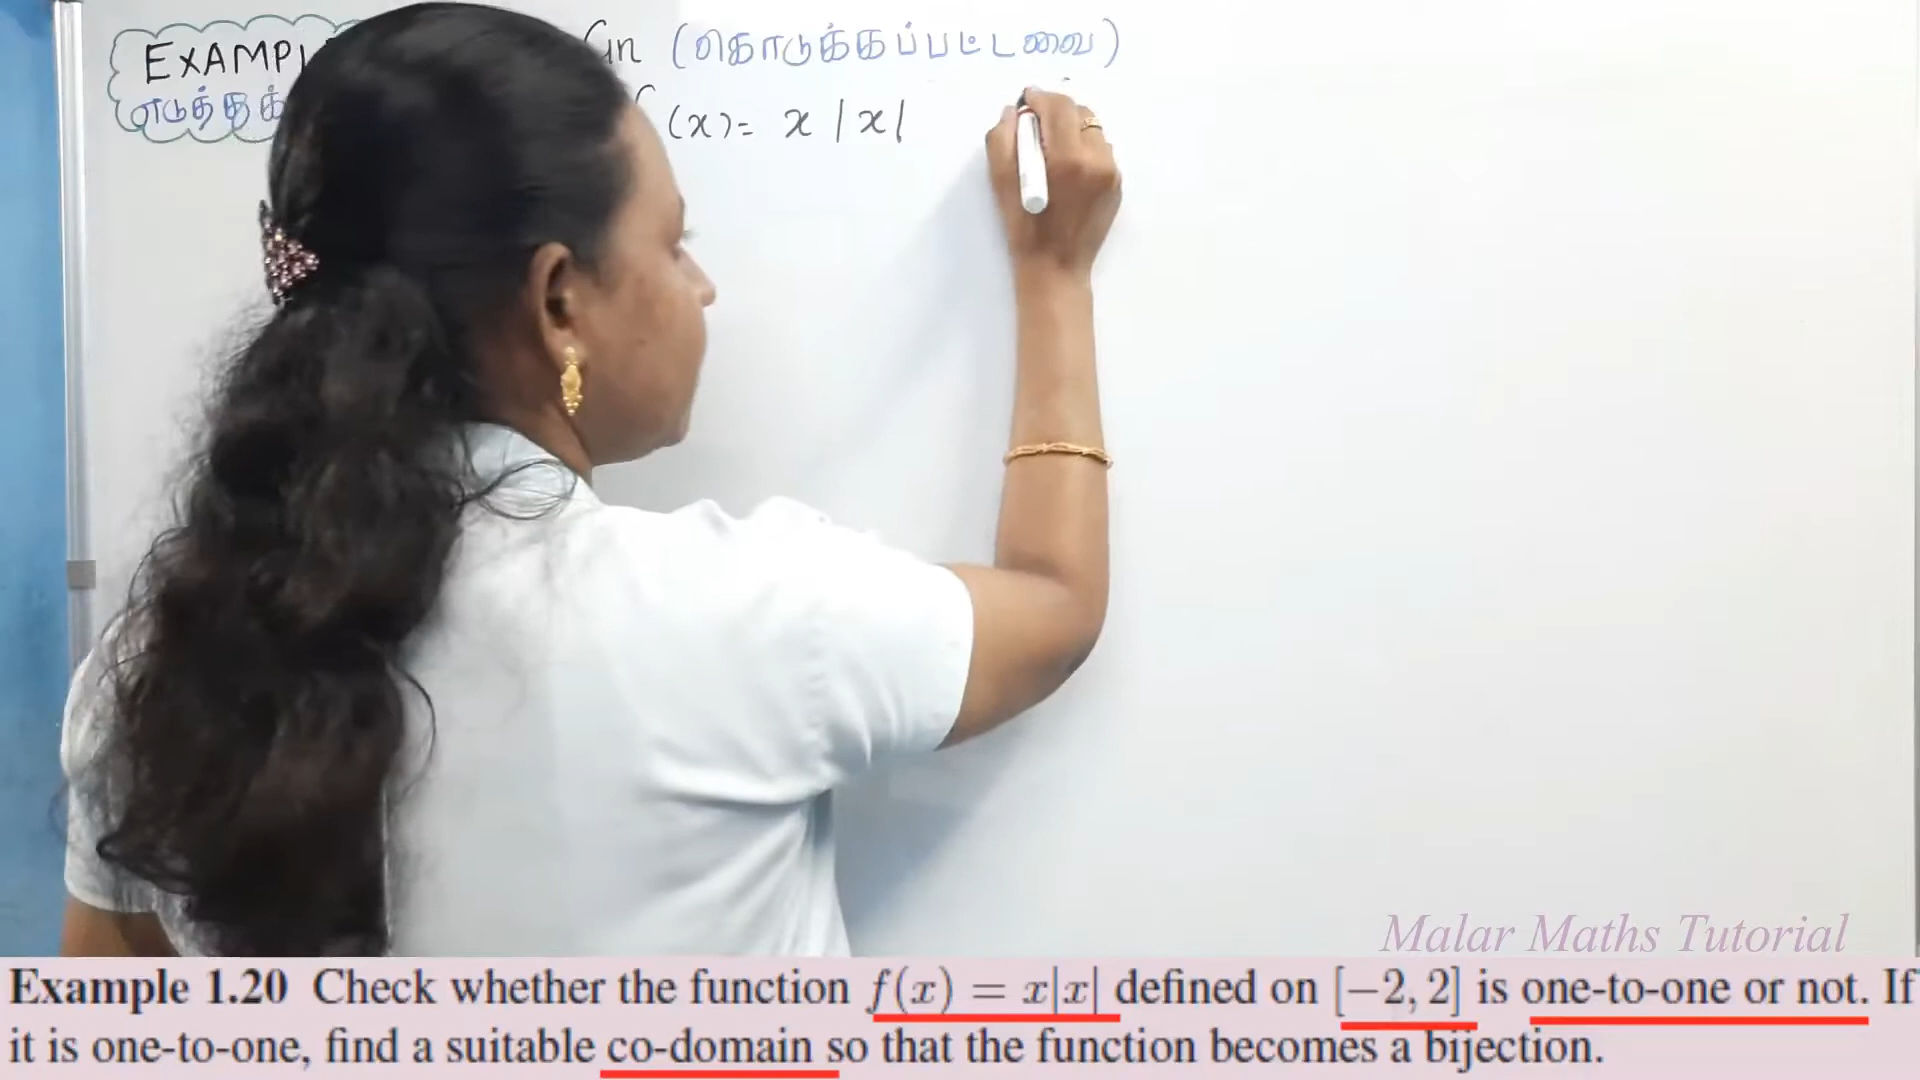 EXAMPL
எடுத்துக்
Gn (கொடுக்கப்பட்டவை)
f(x)= x |x|
Malar Maths Tutorial
Example 1.20 Check whether the function f(x) = x|x| defined on [−2, 2] is one-to-one or not. If
it is one-to-one, find a suitable co-domain so that the function becomes a bijection.